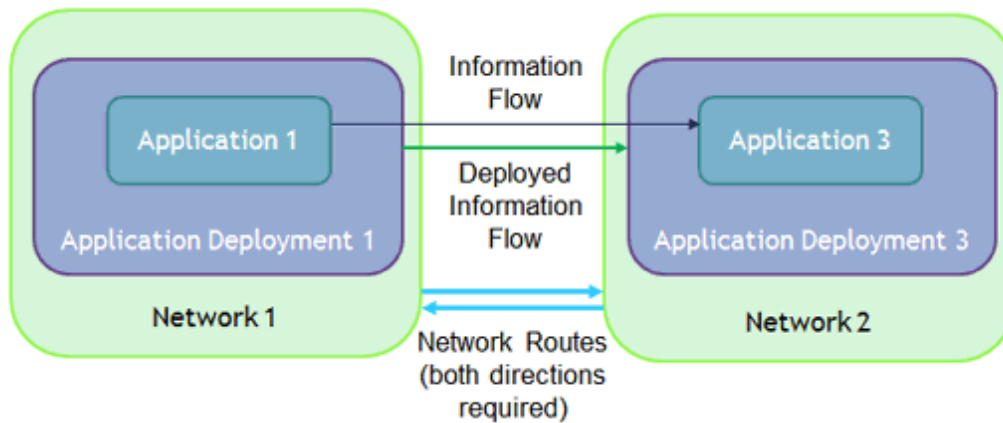 Information
Flow
Application 1
Application 3
Deployed
Information
Flow
Application Deployment 1
Application Deployment 3
Network 1
Network 2
Network Routes
(both directions
required)